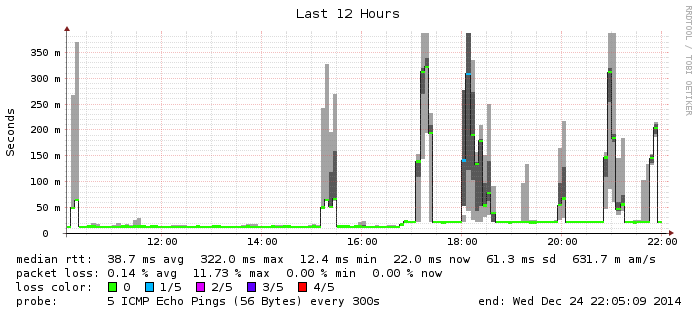 Last 12 Hours
RRDTOOL / TOBI OETIKER
Seconds
350 m
300 m
250 m
200 m
150 m
100 m
50 m
0
12:00 14:00 16:00 18:00 20:00 22:00
median rtt: 38.7 ms avg 322.0 ms max 12.4 ms min 22.0 ms now 61.3 ms sd 631.7 m am/s
packet loss: 0.14 % avg 11.73 % max 0.00 % min 0.00 % now
loss color: 0 1/5 2/5 3/5 4/5
probe: 5 ICMP Echo Pings (56 Bytes) every 300s end: Wed Dec 24 22:05:09 2014